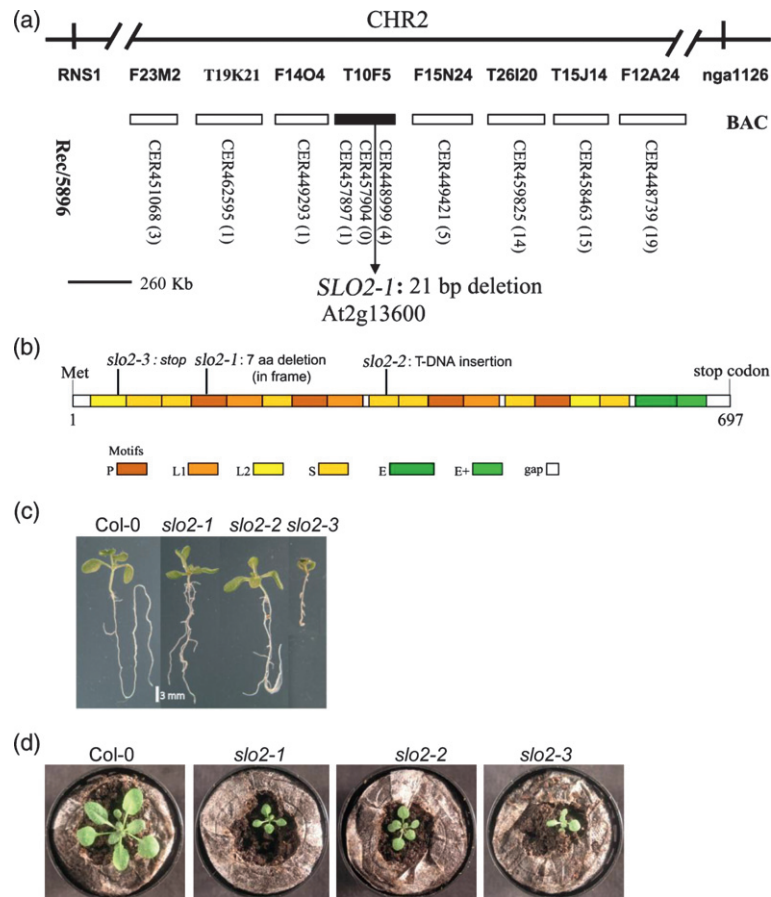 (a)
CHR2
RNS1 F23M2 T19K21 F14O4 T10F5 F15N24 T26I20 T15J14 F12A24 nga1126
BAC
Rec/5896
CER451068 (3)
CER462595 (1)
CER449293 (1)
CER457897 (1)
CER457904 (0)
CER448999 (4)
CER449421 (5)
CER459825 (14)
CER458463 (15)
CER448739 (19)
260 Kb
SLO2-1: 21 bp deletion
At2g13600
(b)
slo2-3 : stop slo2-1: 7 aa deletion slo2-2: T-DNA insertion
Met (in frame) stop codon
1 697
Motifs
P L1 L2 S E E+ gap
(c)
Col-0 slo2-1 slo2-2 slo2-3
3 mm
(d)
Col-0 slo2-1 slo2-2 slo2-3